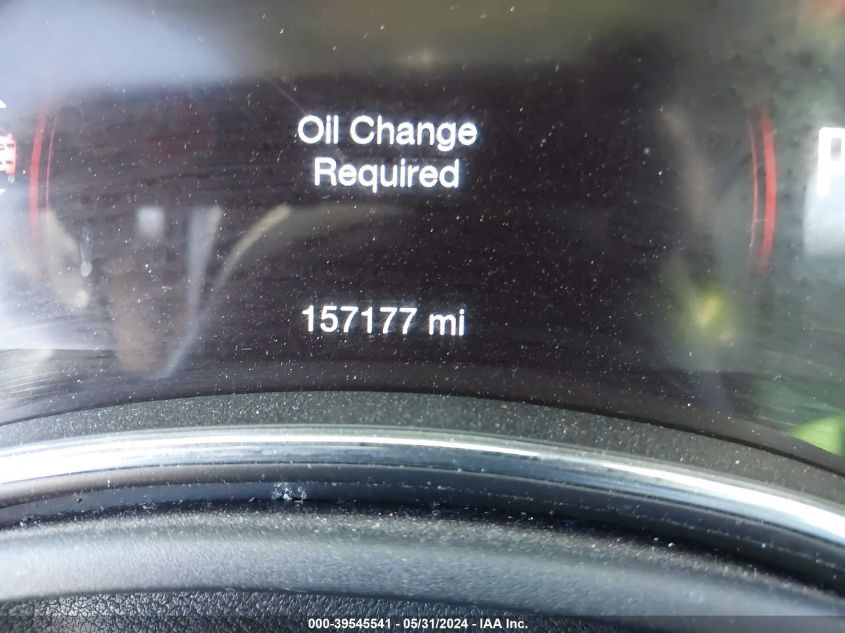 Oil Change
Required
P
157177 mi
000-39545541 - 05/31/2024 - IAA Inc.